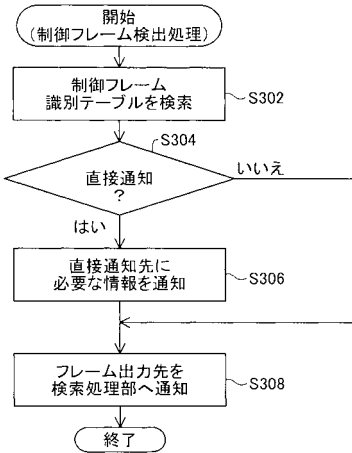 開始
(制御フレーム検出処理)
制御フレーム
識別テーブルを検索
S302
S304
直接通知
?
いいえ
はい
直接通知先に
必要な情報を通知
S306
フレーム出力先を
検索処理部へ通知
S308
終了